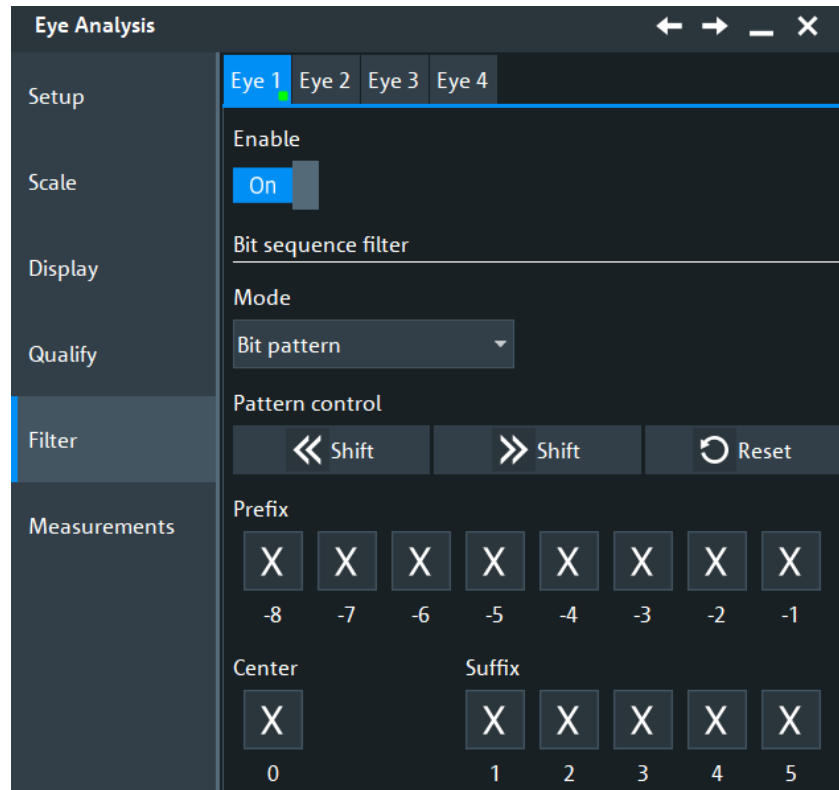 Eye Analysis
Setup
Scale
Display
Qualify
Filter
Measurements
Eye 1 Eye 2 Eye 3 Eye 4
Enable
On
Bit sequence filter
Mode
Bit pattern
Pattern control
Shift Shift Reset
Prefix
X X X X X X X X
-8 -7 -6 -5 -4 -3 -2 -1
Center Suffix
X X X X X X
0 1 2 3 4 5